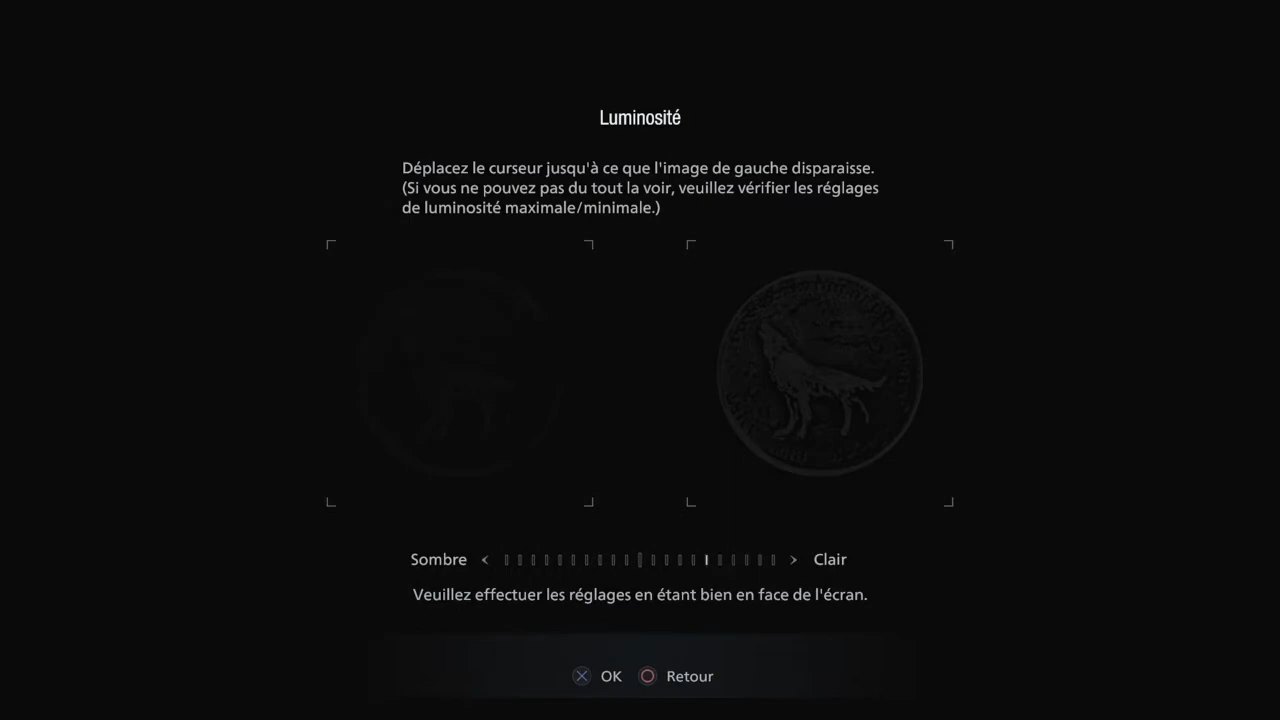 Luminosité
Déplacez le curseur jusqu'à ce que l'image de gauche disparaisse.
(Si vous ne pouvez pas du tout la voir, veuillez vérifier les réglages
de luminosité maximale/minimale.)
Sombre < > Clair
Veuillez effectuer les réglages en étant bien en face de l'écran.
OK Retour